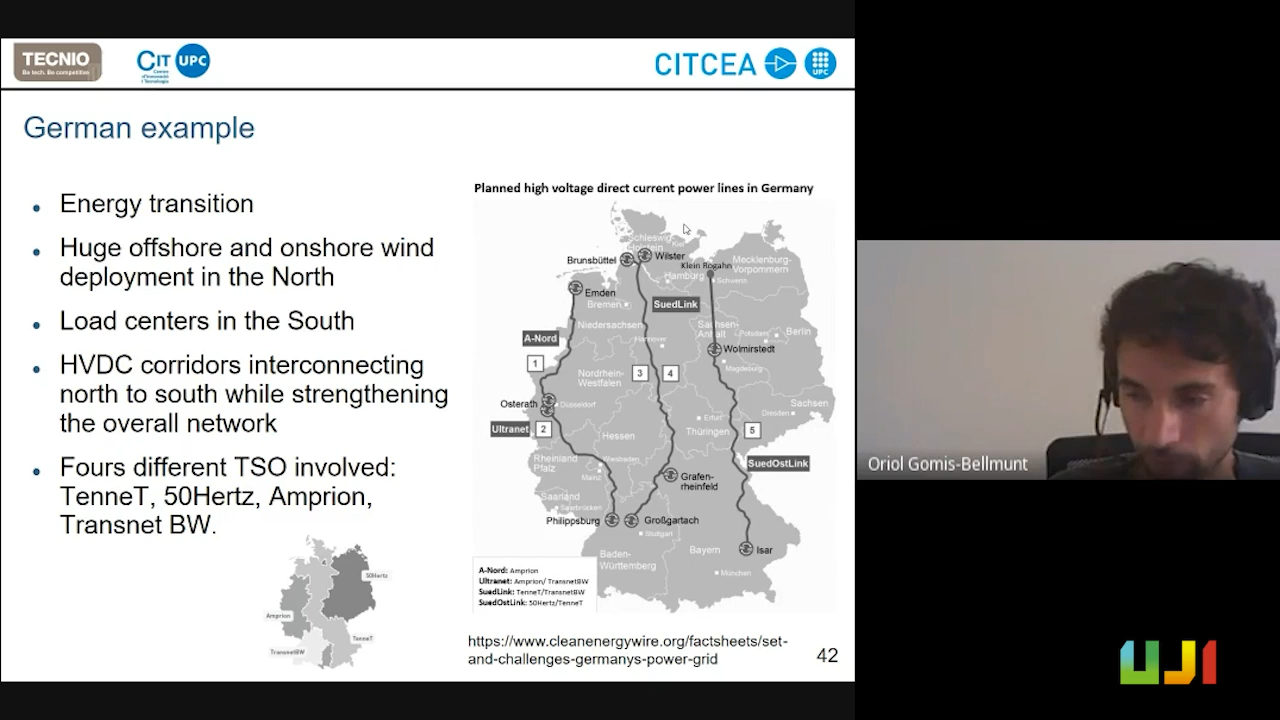 TECNIO
Be tech. Be competitive
CIT
UPC
Centre
d'Innovació
i Tecnologia
CITCEA
UPC
German example
Energy transition
Huge offshore and onshore wind
deployment in the North
Load centers in the South
HVDC corridors interconnecting
north to south while strengthening
the overall network
Fours different TSO involved:
TenneT, 50Hertz, Amprion,
Transnet BW.
50Hertz
Amprion
TenneT
TransnetBW
Planned high voltage direct current power lines in Germany
Schleswig-
Holstein
Kiel
Brunsbüttel
Wilster
Klein Rogahn
Mecklenburg-
Vorpommern
Hamburg
Schwerin
Emden
Bremen
SuedLink
Niedersachsen
Sachsen-
Anhalt
Potsdam
Berlin
A-Nord
Hannover
Wolmirstedt
1
Magdeburg
Nordrhein-
Westfalen
3
4
Osterath
Düsseldorf
Sachsen
Dresden
Erfurt
Thüringen
Ultranet
2
5
Hessen
Rheinland
Pfalz
Wiesbaden
Mainz
SuedOstLink
Grafen-
rheinfeld
Saarland
Saarbrücken
Philippsburg
Großgartach
Stuttgart
Baden-
Württemberg
Bayern
Isar
München
A-Nord: Amprion
Ultranet: Amprion/ TransnetBW
SuedLink: TenneT/TransnetBW
SuedOstLink: 50Hertz/TenneT
https://www.cleanenergywire.org/factsheets/set-
and-challenges-germanys-power-grid
42
Oriol Gomis-Bellmunt
UJI